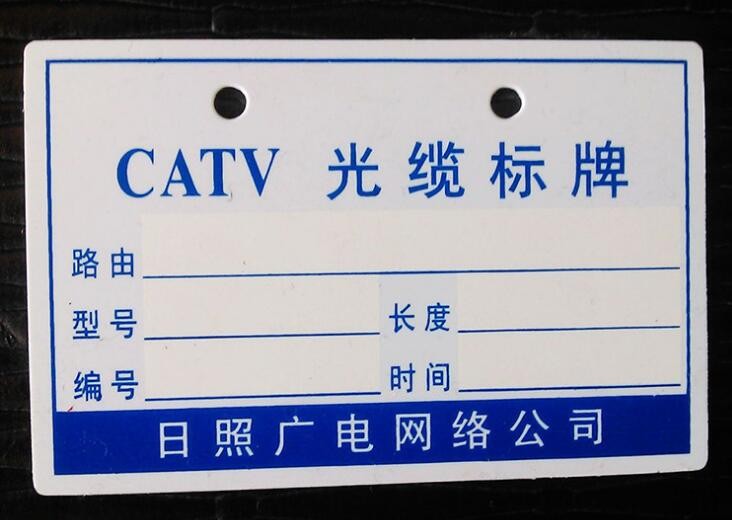 CATV 光缆标牌
路由
型号 长度
编号 时间
日照广电网络公司